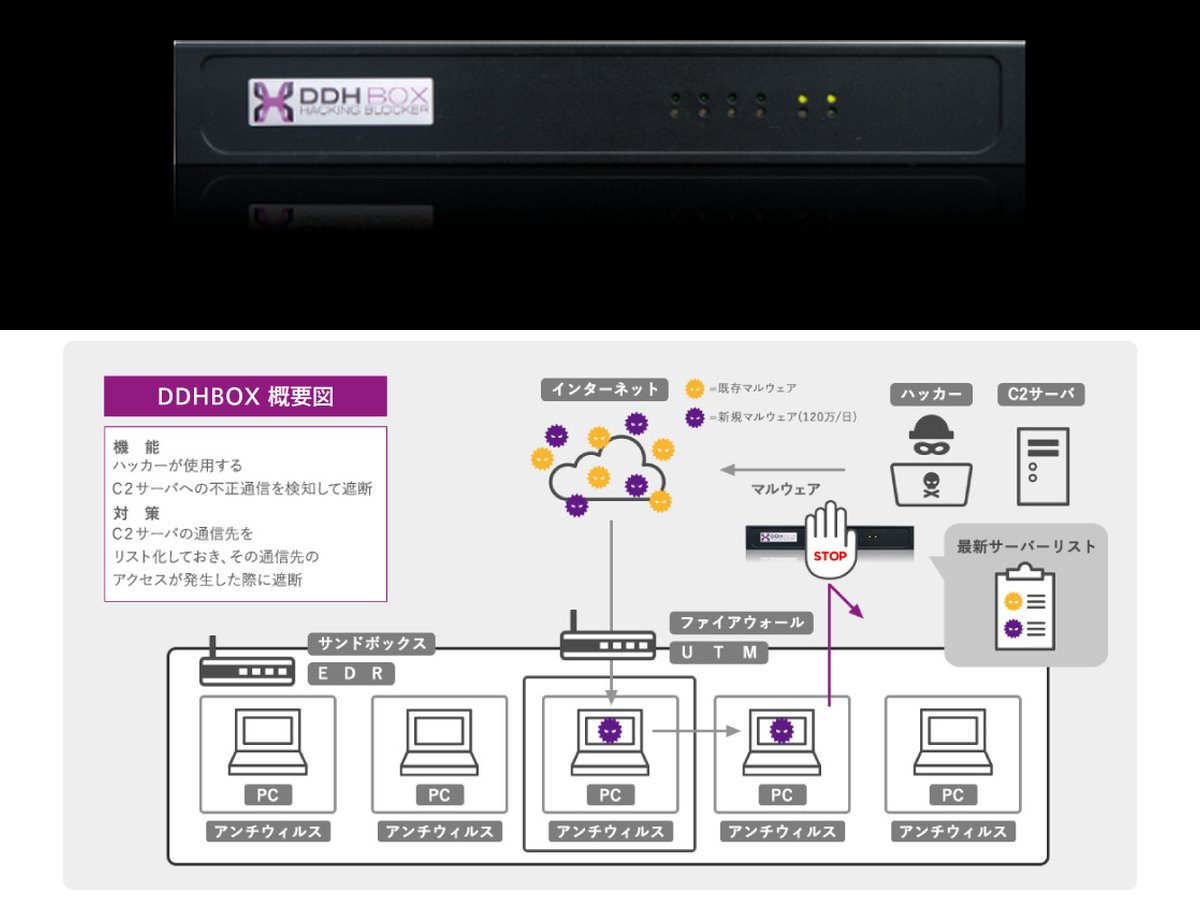 DDH BOX
HACKING BLOCKER
DDHBOX 概要図
機 能
ハッカーが使用する
C2サーバへの不正通信を検知して遮断
対 策
C2サーバの通信先を
リスト化しておき、その通信先の
アクセスが発生した際に遮断
インターネット
=既存マルウェア
=新規マルウェア(120万/日)
ハッカー
C2サーバ
マルウェア
STOP
最新サーバーリスト
サンドボックス
E D R
ファイアウォール
U T M
PC
PC
PC
PC
PC
アンチウィルス
アンチウィルス
アンチウィルス
アンチウィルス
アンチウィルス